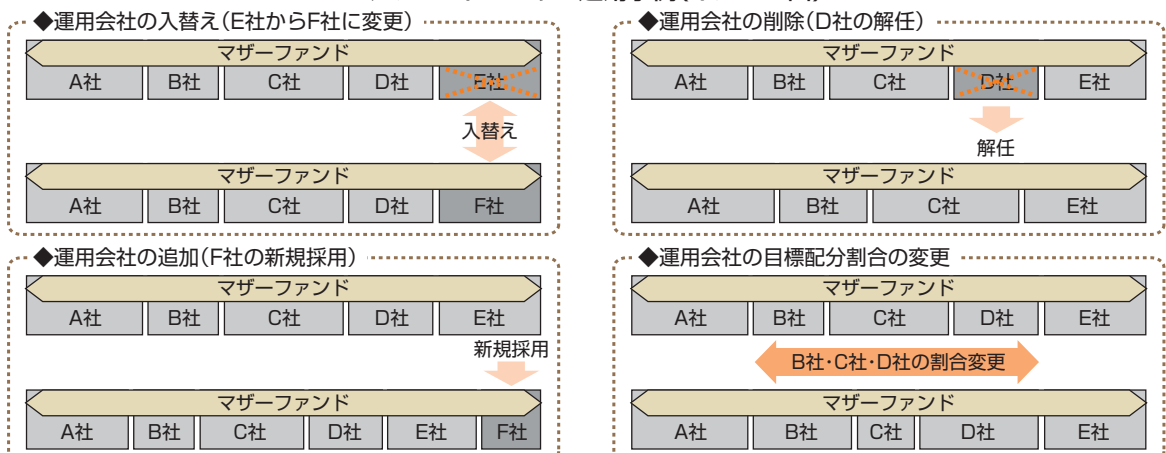 ◆運用会社の入替え(E社からF社に変更)
マザーファンド
A社 B社 C社 D社 E社
入替え
マザーファンド
A社 B社 C社 D社 F社
◆運用会社の削除(D社の解任)
マザーファンド
A社 B社 C社 D社 E社
解任
マザーファンド
A社 B社 C社 E社
◆運用会社の追加(F社の新規採用)
マザーファンド
A社 B社 C社 D社 E社
新規採用
マザーファンド
A社 B社 C社 D社 E社 F社
◆運用会社の目標配分割合の変更
マザーファンド
A社 B社 C社 D社 E社
B社・C社・D社の割合変更
マザーファンド
A社 B社 C社 D社 E社